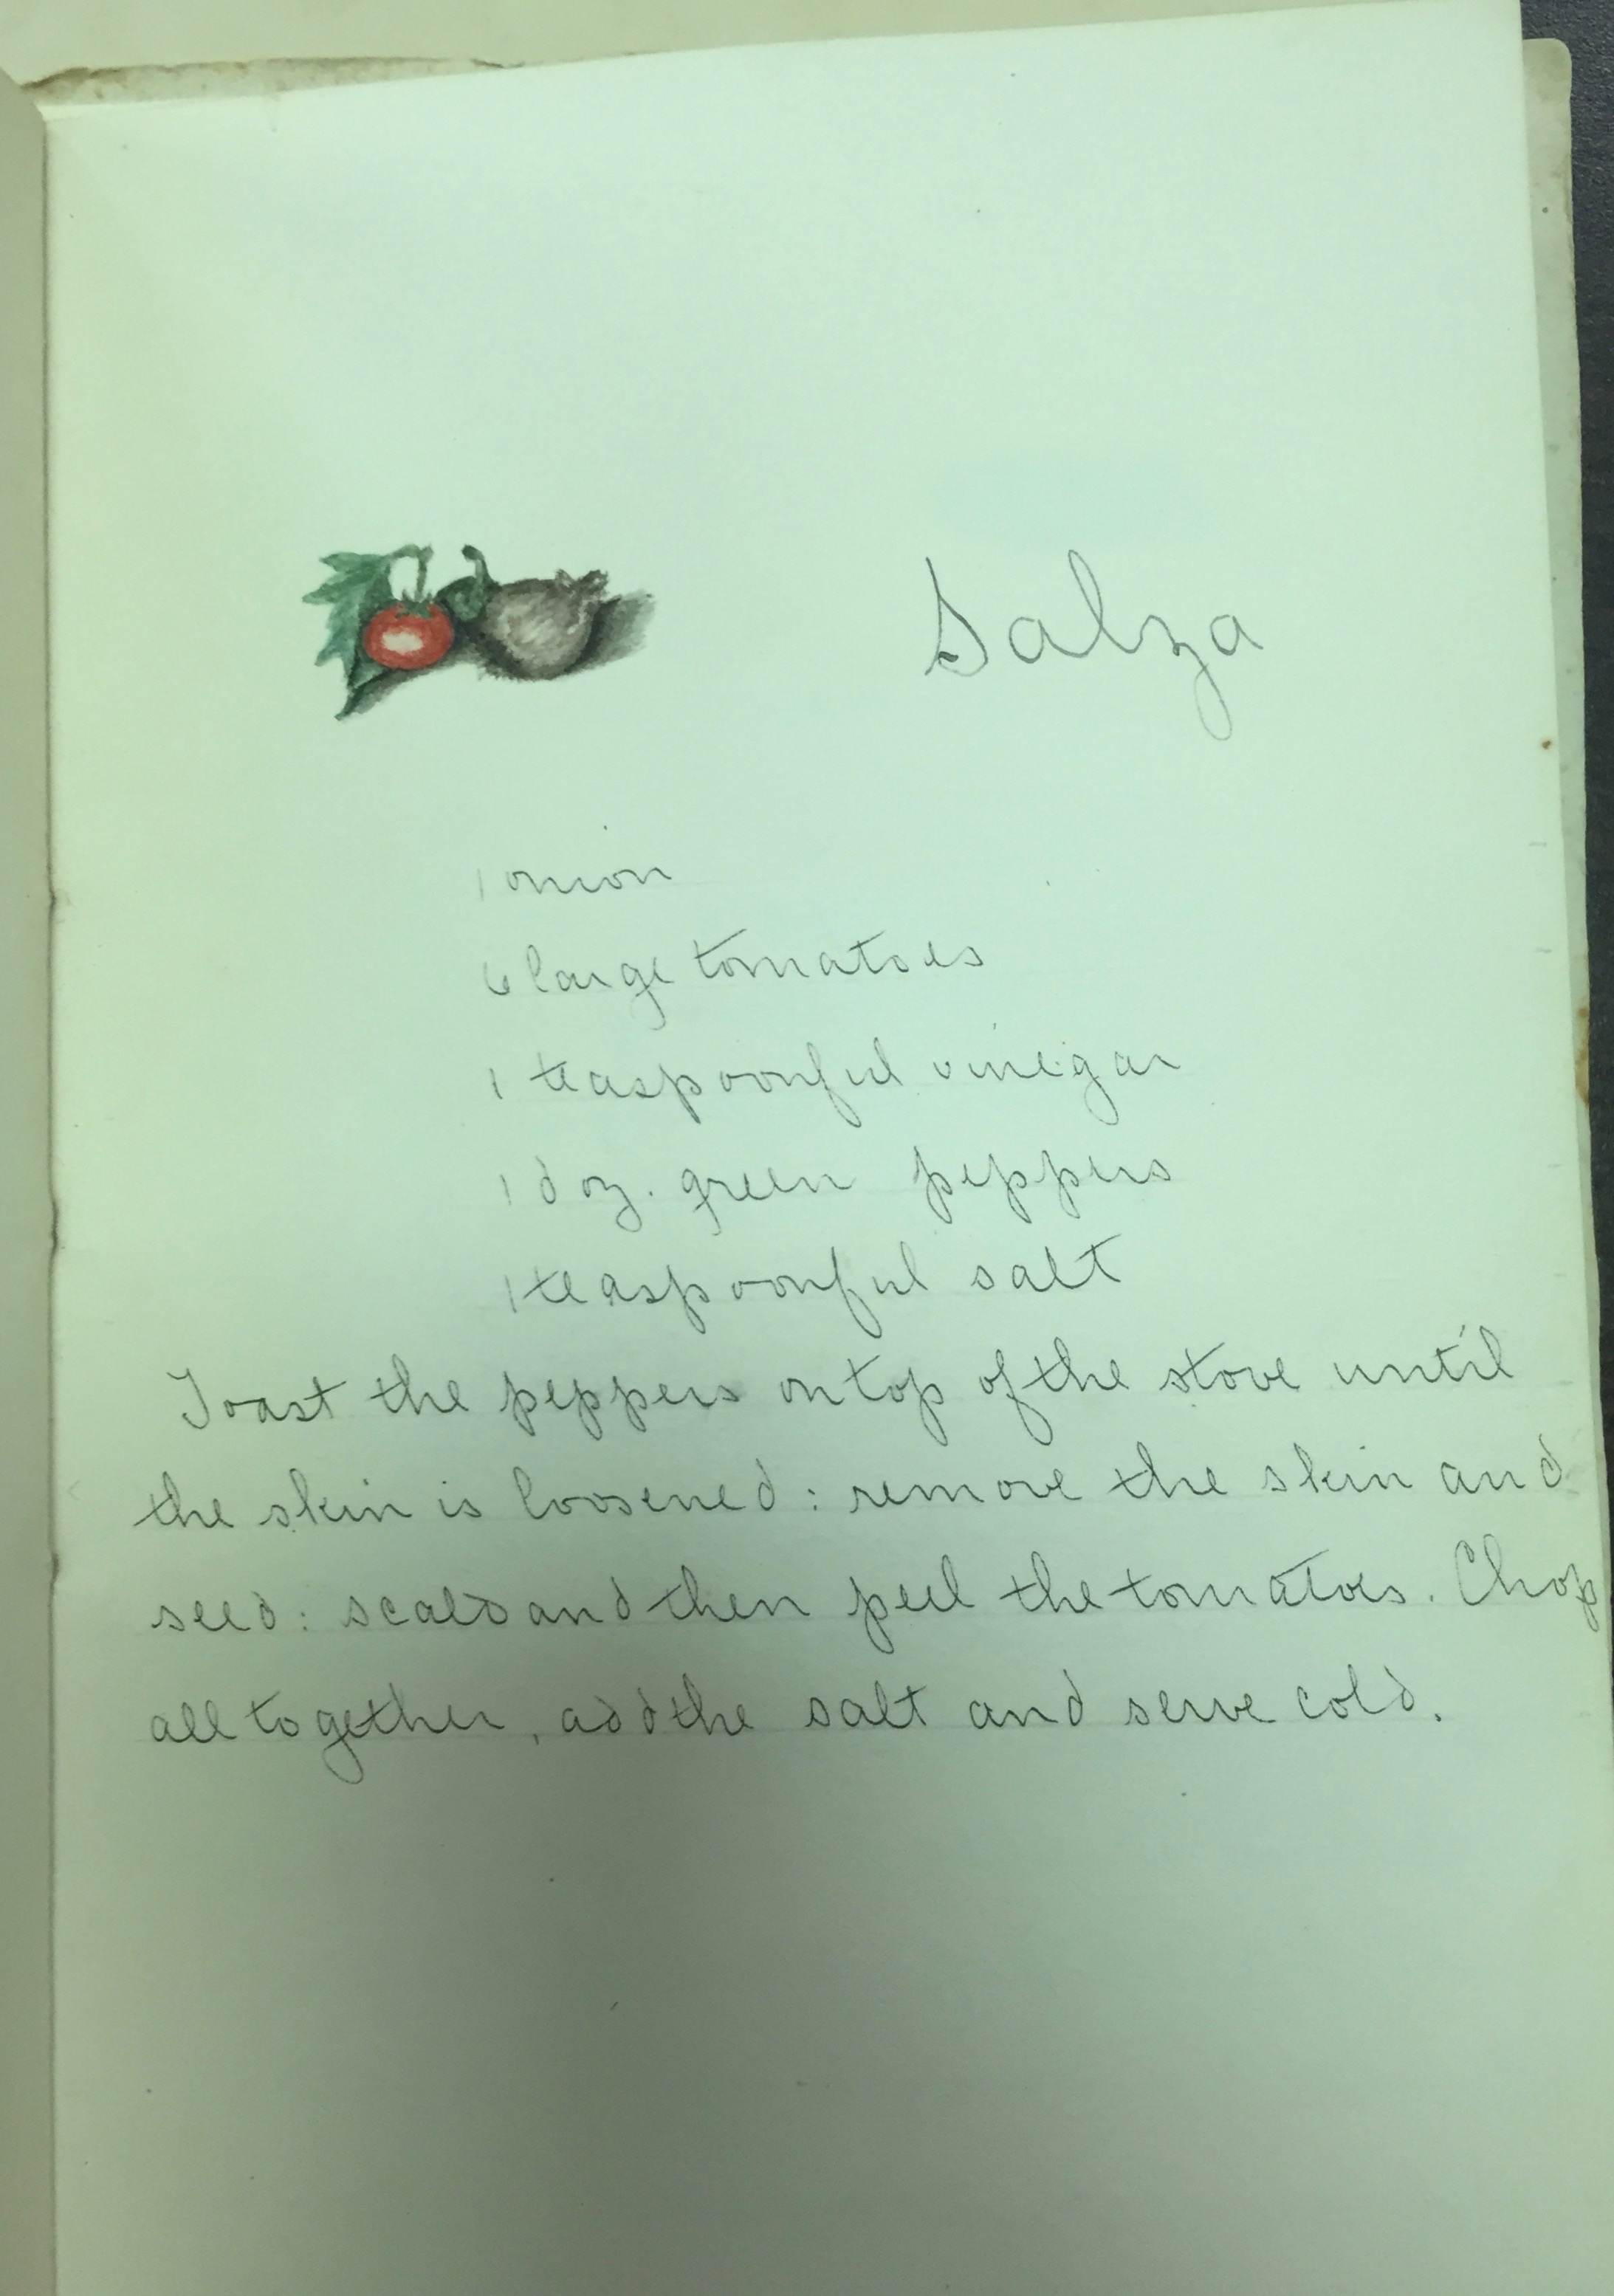 Salza
1 onion
6 large tomatoes
1 teaspoonful vinegar
1 doz. green peppers
1 teaspoonful salt
Toast the peppers on top of the stove until
the skin is loosened : remove the skin and
seed : scald and then peel the tomatoes. Chop
all together, add the salt and serve cold.